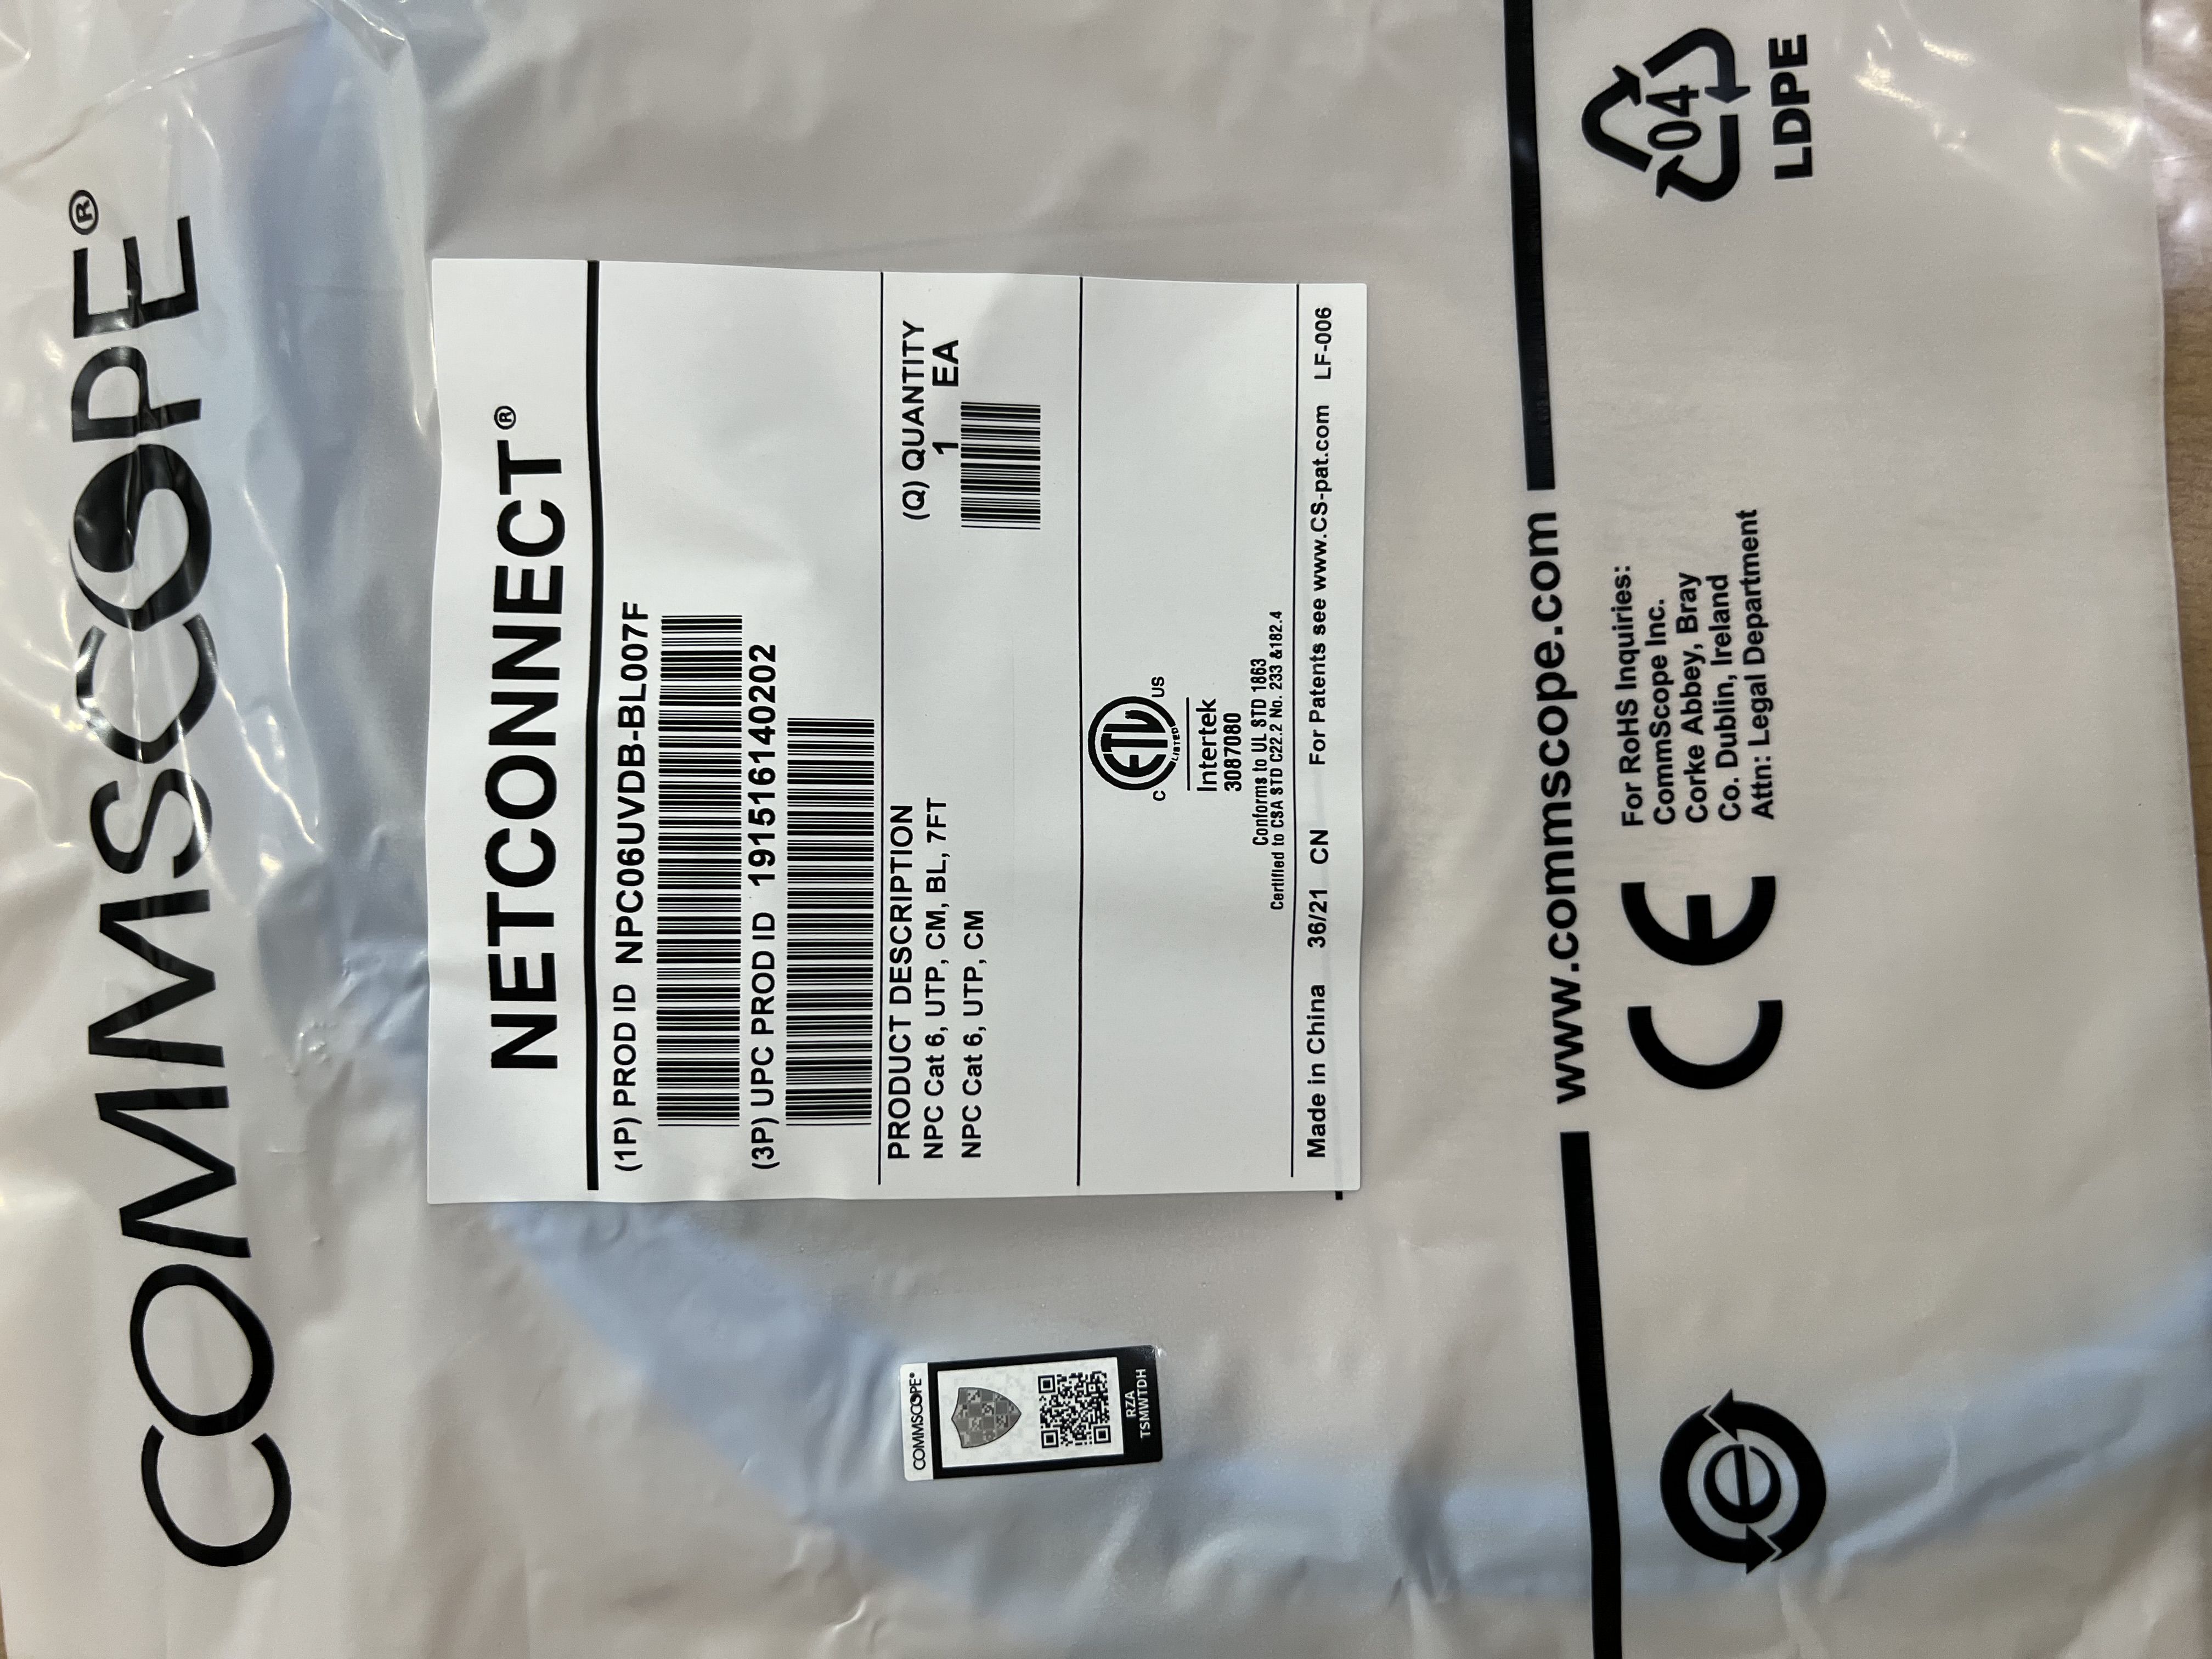 COMMSCOPE®
NETCONNECT®
(1P) PROD ID NPC06UVDB-BL007F
(3P) UPC PROD ID 191516140202
PRODUCT DESCRIPTION
NPC Cat 6, UTP, CM, BL, 7FT
NPC Cat 6, UTP, CM
(Q) QUANTITY
1 EA
ETL
LISTED
C US
Intertek
3087080
Conforms to UL STD 1863
Certified to CSA STD C22.2 No. 233 &182.4
Made in China 36/21 CN For Patents see www.CS-pat.com LF-006
COMMSCOPE®
RZA
TSMWTDH
www.commscope.com
e
CE
For RoHS Inquiries:
CommScope Inc.
Corke Abbey, Bray
Co. Dublin, Ireland
Attn: Legal Department
04
LDPE